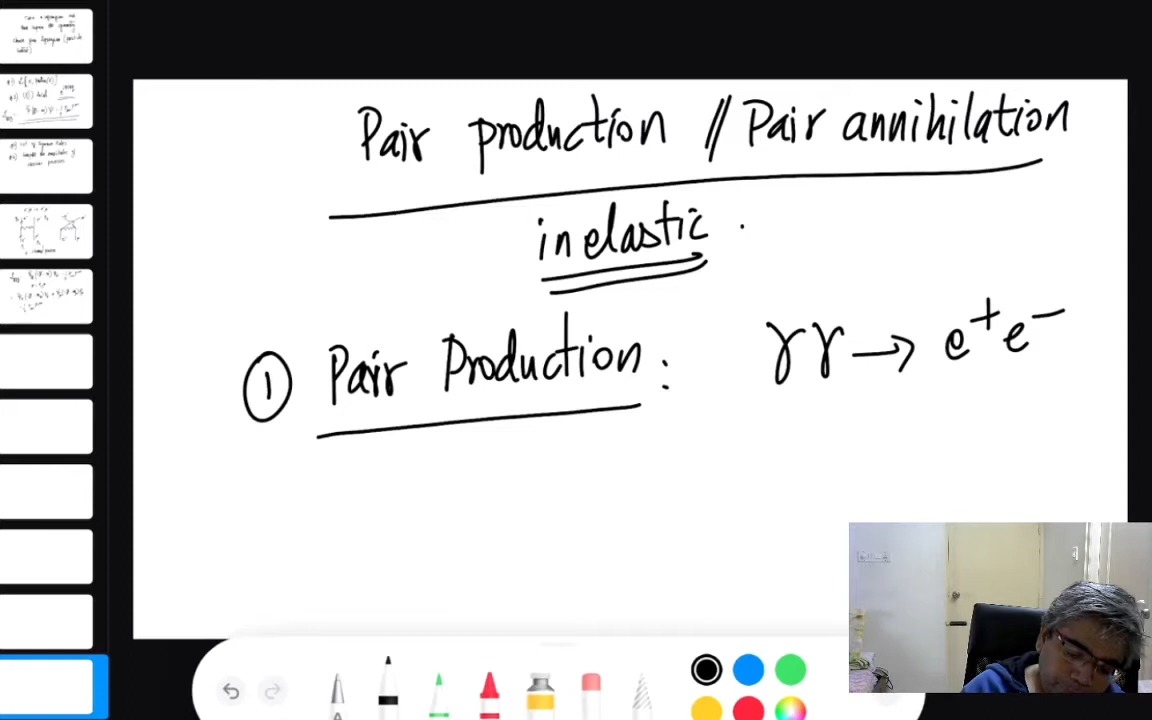 Pair production // Pair annihilation
inelastic
① Pair Production : γγ → e⁺e⁻